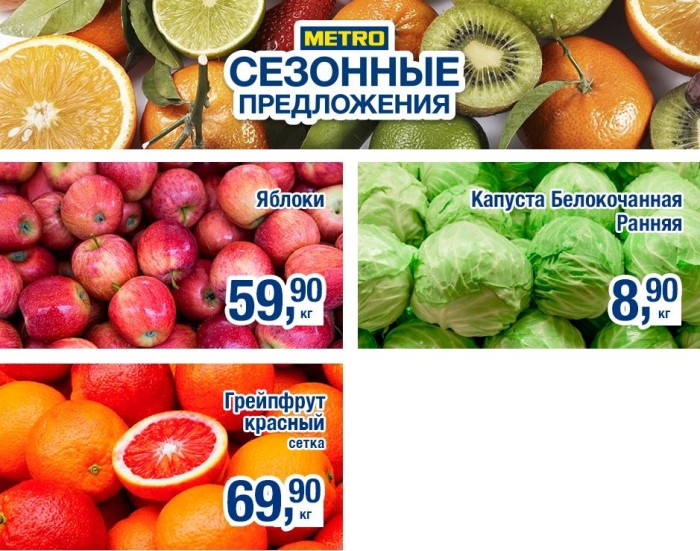 METRO
СЕЗОННЫЕ
ПРЕДЛОЖЕНИЯ
Яблоки
59,90
кг
Капуста Белокочанная
Ранняя
8,90
кг
Грейпфрут
красный
сетка
69,90
кг